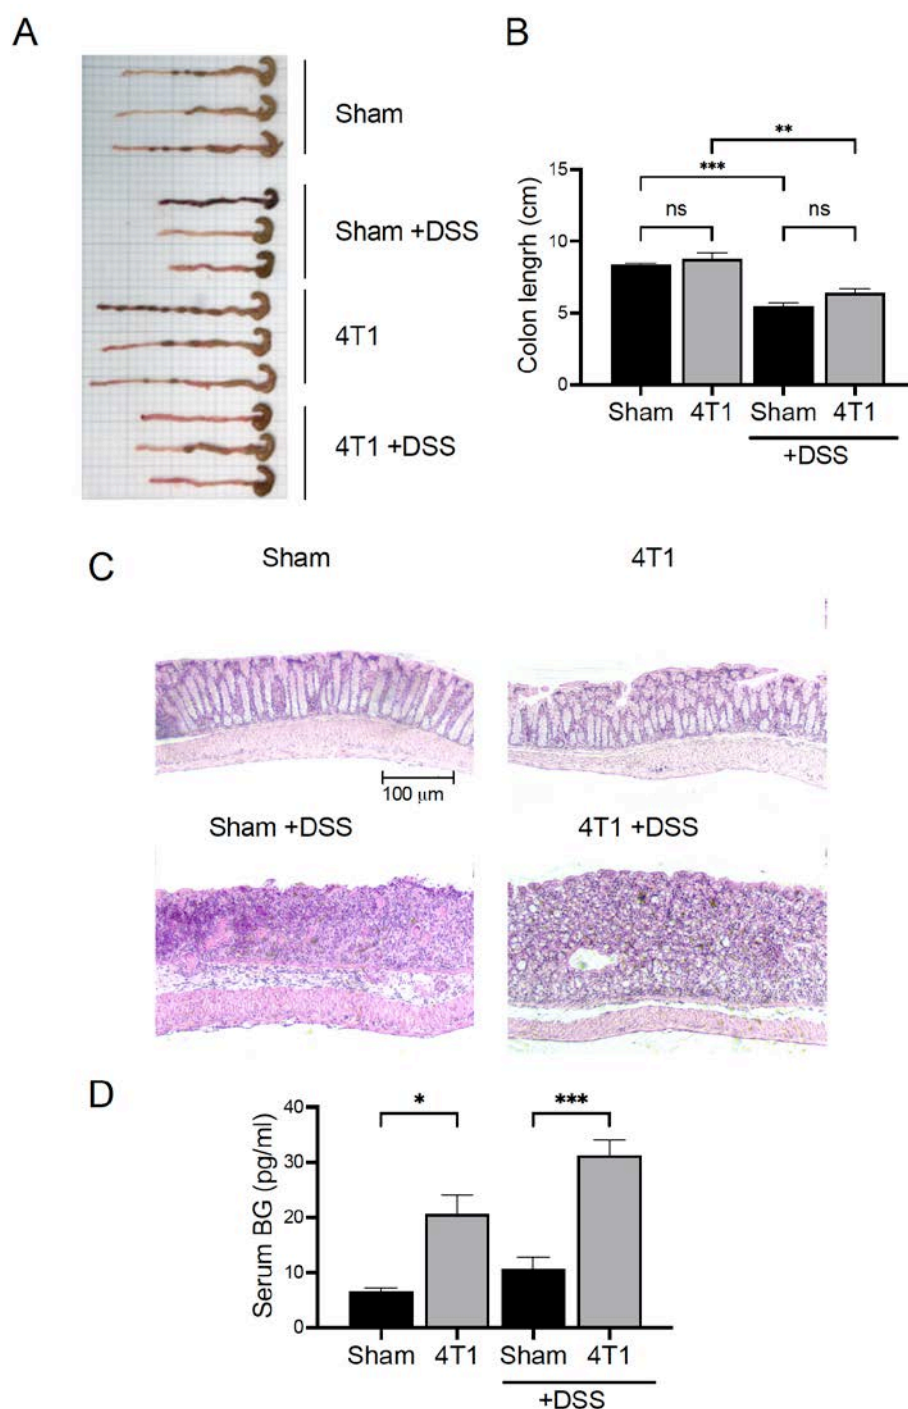 A
Sham
Sham +DSS
4T1
4T1 +DSS
B
Colon lengrh (cm)
15
10
5
0
**
***
ns
ns
Sham 4T1 Sham 4T1
+DSS
C
Sham 4T1
100 μm
Sham +DSS 4T1 +DSS
D
Serum BG (pg/ml)
40
30
20
10
0
*
***
Sham 4T1 Sham 4T1
+DSS